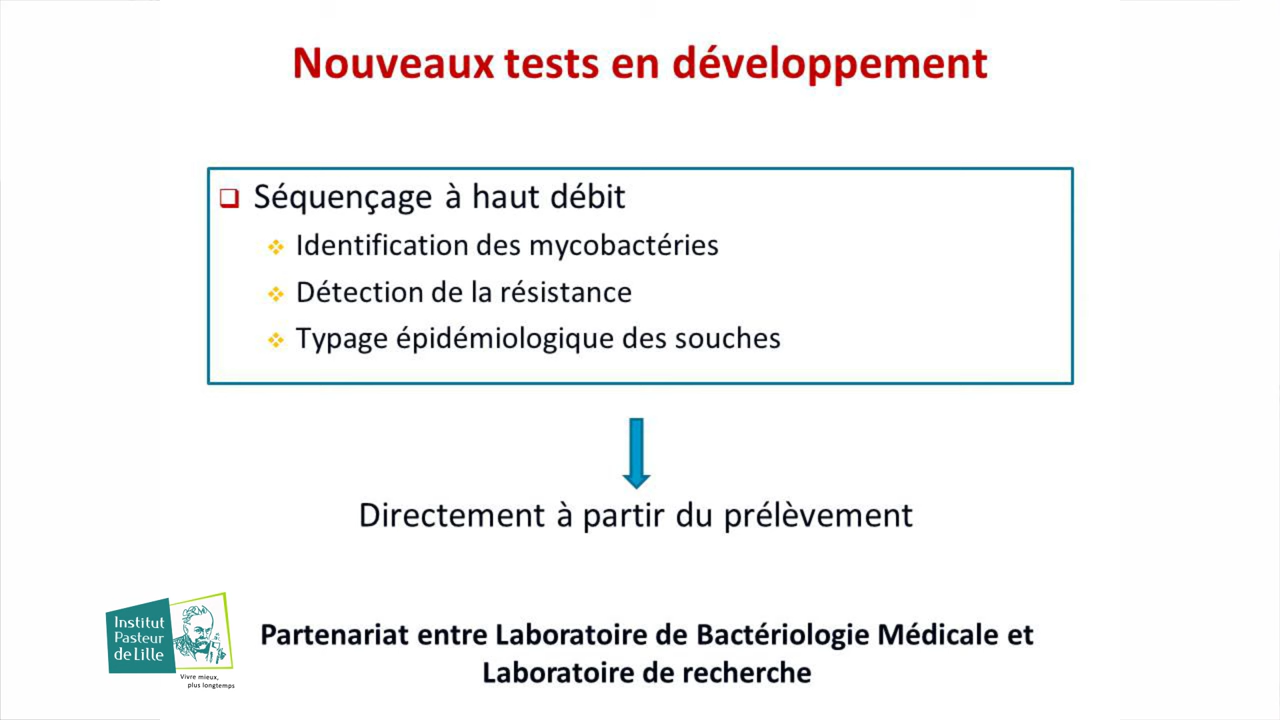 Nouveaux tests en développement
Séquençage à haut débit
Identification des mycobactéries
Détection de la résistance
Typage épidémiologique des souches
Directement à partir du prélèvement
Institut
Pasteur
de Lille
Vivre mieux,
plus longtemps
Partenariat entre Laboratoire de Bactériologie Médicale et
Laboratoire de recherche